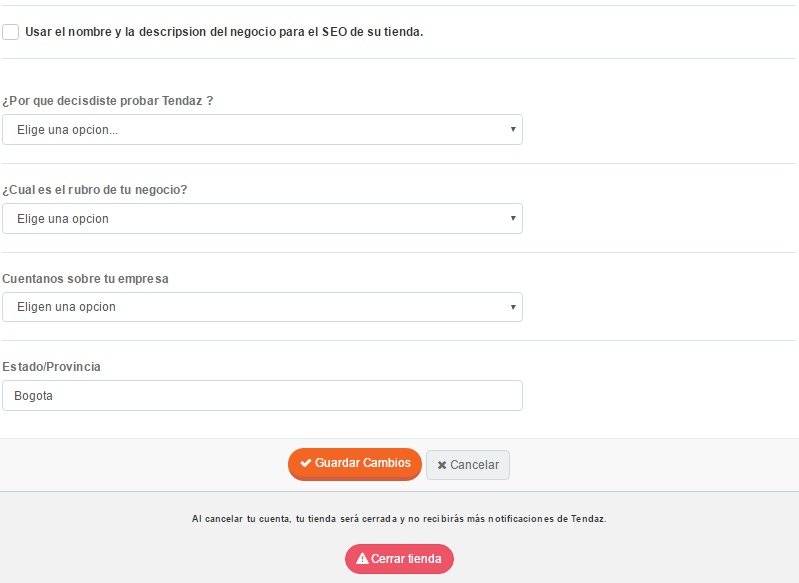 Usar el nombre y la descripsion del negocio para el SEO de su tienda.
¿Por que decisdiste probar Tendaz ?
Elige una opcion...
¿Cual es el rubro de tu negocio?
Elige una opcion
Cuentanos sobre tu empresa
Eligen una opcion
Estado/Provincia
Bogota
Guardar Cambios
Cancelar
Al cancelar tu cuenta, tu tienda será cerrada y no recibirás más notificaciones de Tendaz.
Cerrar tienda